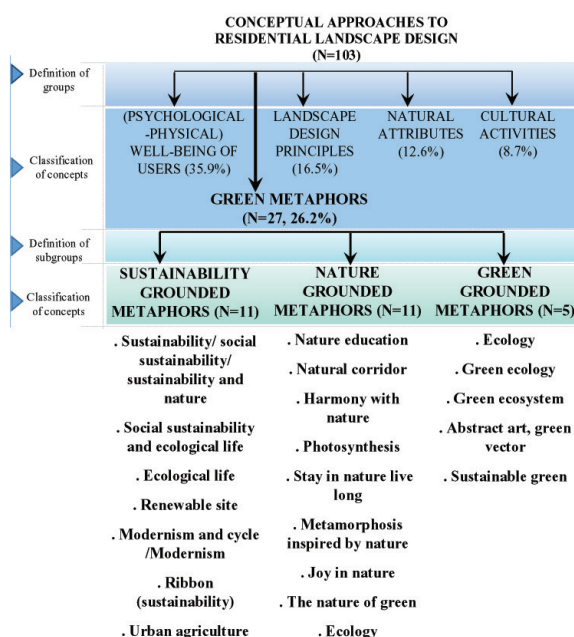 CONCEPTUAL APPROACHES TO
RESIDENTIAL LANDSCAPE DESIGN
(N=103)
Definition of
groups
Classification
of concepts
(PSYCHOLOGICAL
-PHYSICAL)
WELL-BEING OF
USERS (35.9%)
LANDSCAPE
DESIGN
PRINCIPLES
(16.5%)
NATURAL
ATTRIBUTES
(12.6%)
CULTURAL
ACTIVITIES
(8.7%)
GREEN METAPHORS
(N=27, 26.2%)
Definition of
subgroups
Classification
of concepts
SUSTAINABILITY
GROUNDED
METAPHORS (N=11)
. Sustainability/ social
sustainability/
sustainability and
nature
. Social sustainability
and ecological life
. Ecological life
. Renewable site
. Modernism and cycle
/Modernism
. Ribbon
(sustainability)
. Urban agriculture
NATURE
GROUNDED
METAPHORS (N=11)
. Nature education
. Natural corridor
. Harmony with
nature
. Photosynthesis
. Stay in nature live
long
. Metamorphosis
inspired by nature
. Joy in nature
. The nature of green
. Ecology
GREEN
GROUNDED
METAPHORS (N=5)
. Ecology
. Green ecology
. Green ecosystem
. Abstract art, green
vector
. Sustainable green